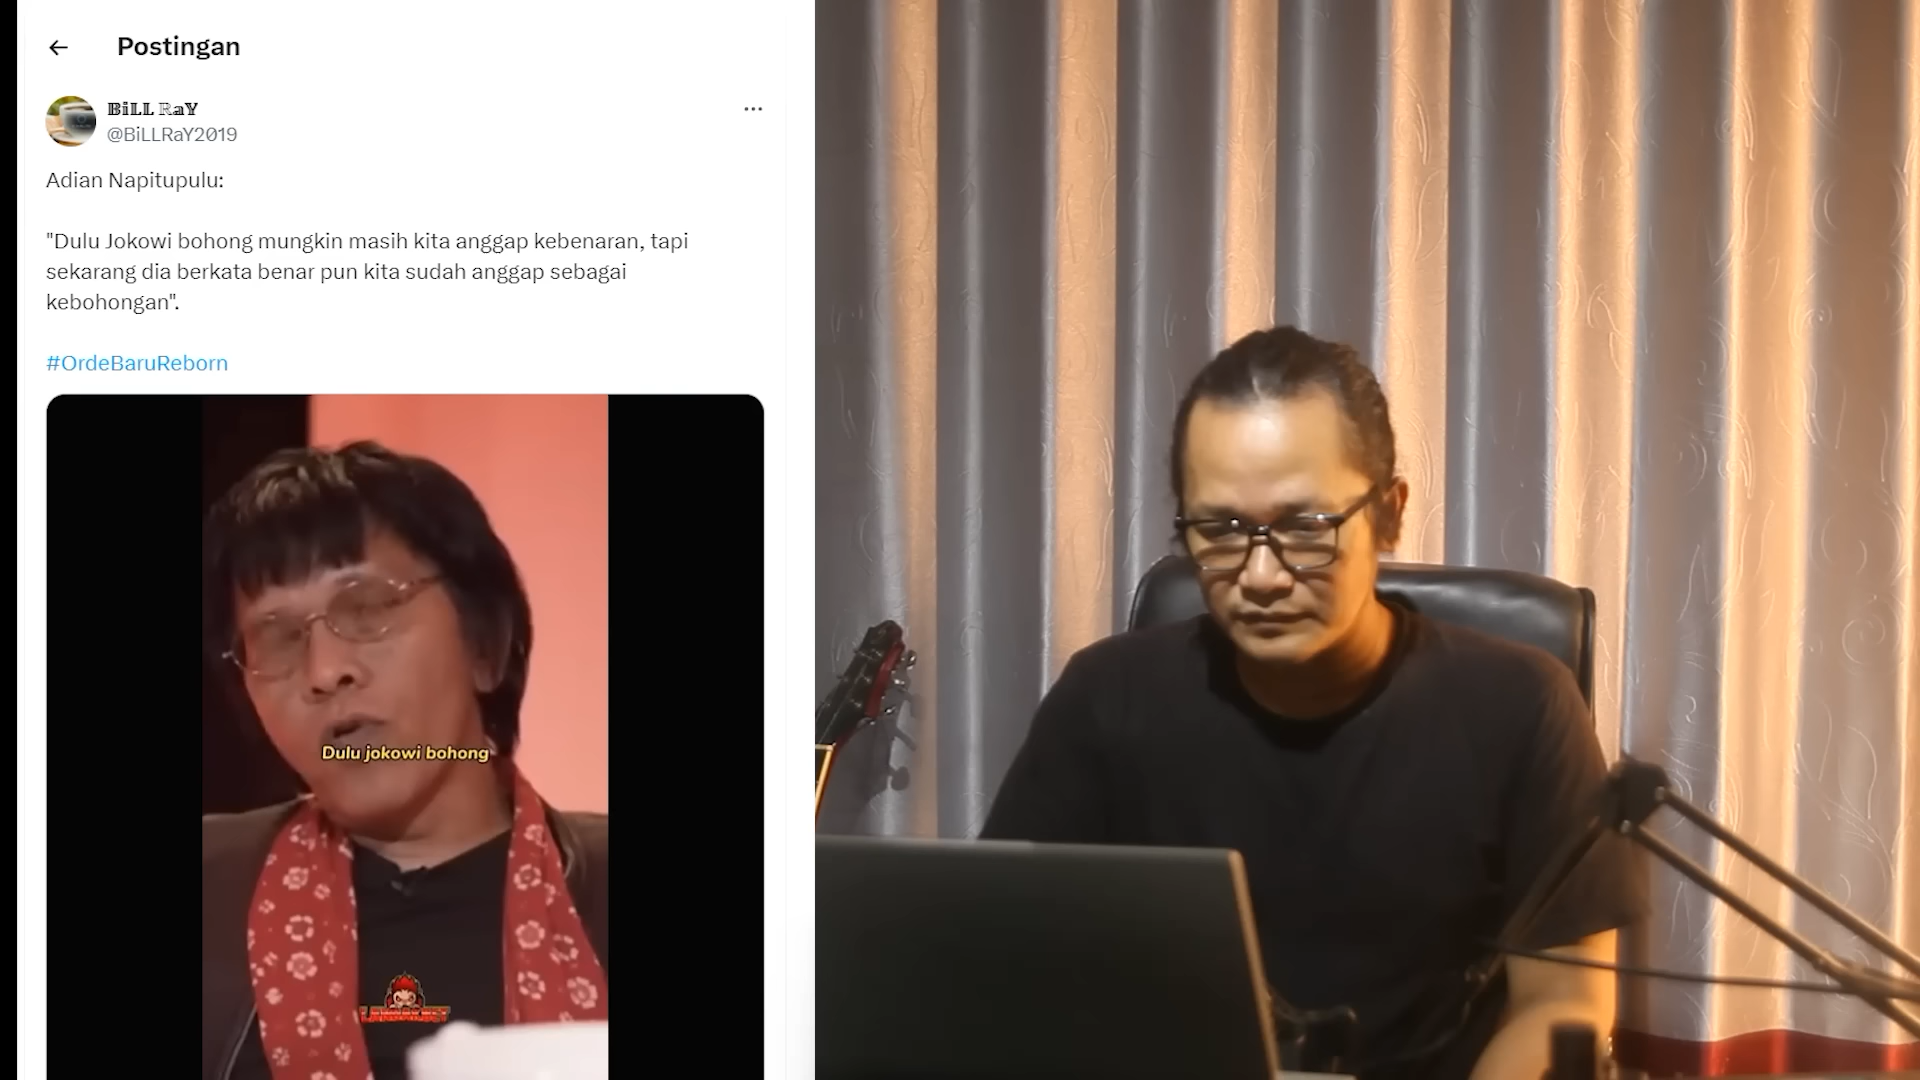 Postingan
BiLL RaY
@BiLLRaY2019
Adian Napitupulu:
"Dulu Jokowi bohong mungkin masih kita anggap kebenaran, tapi
sekarang dia berkata benar pun kita sudah anggap sebagai
kebohongan".
#OrdeBaruReborn
Dulu jokowi bohong